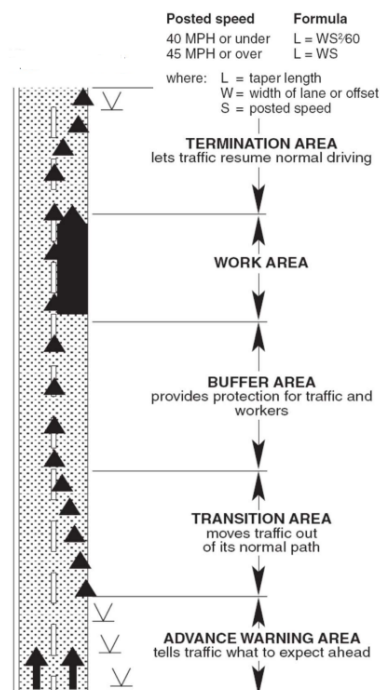 Posted speed Formula
40 MPH or under L = WS²/60
45 MPH or over L = WS
where: L = taper length
W = width of lane or offset
S = posted speed
TERMINATION AREA
lets traffic resume normal driving
WORK AREA
BUFFER AREA
provides protection for traffic and
workers
TRANSITION AREA
moves traffic out
of its normal path
ADVANCE WARNING AREA
tells traffic what to expect ahead